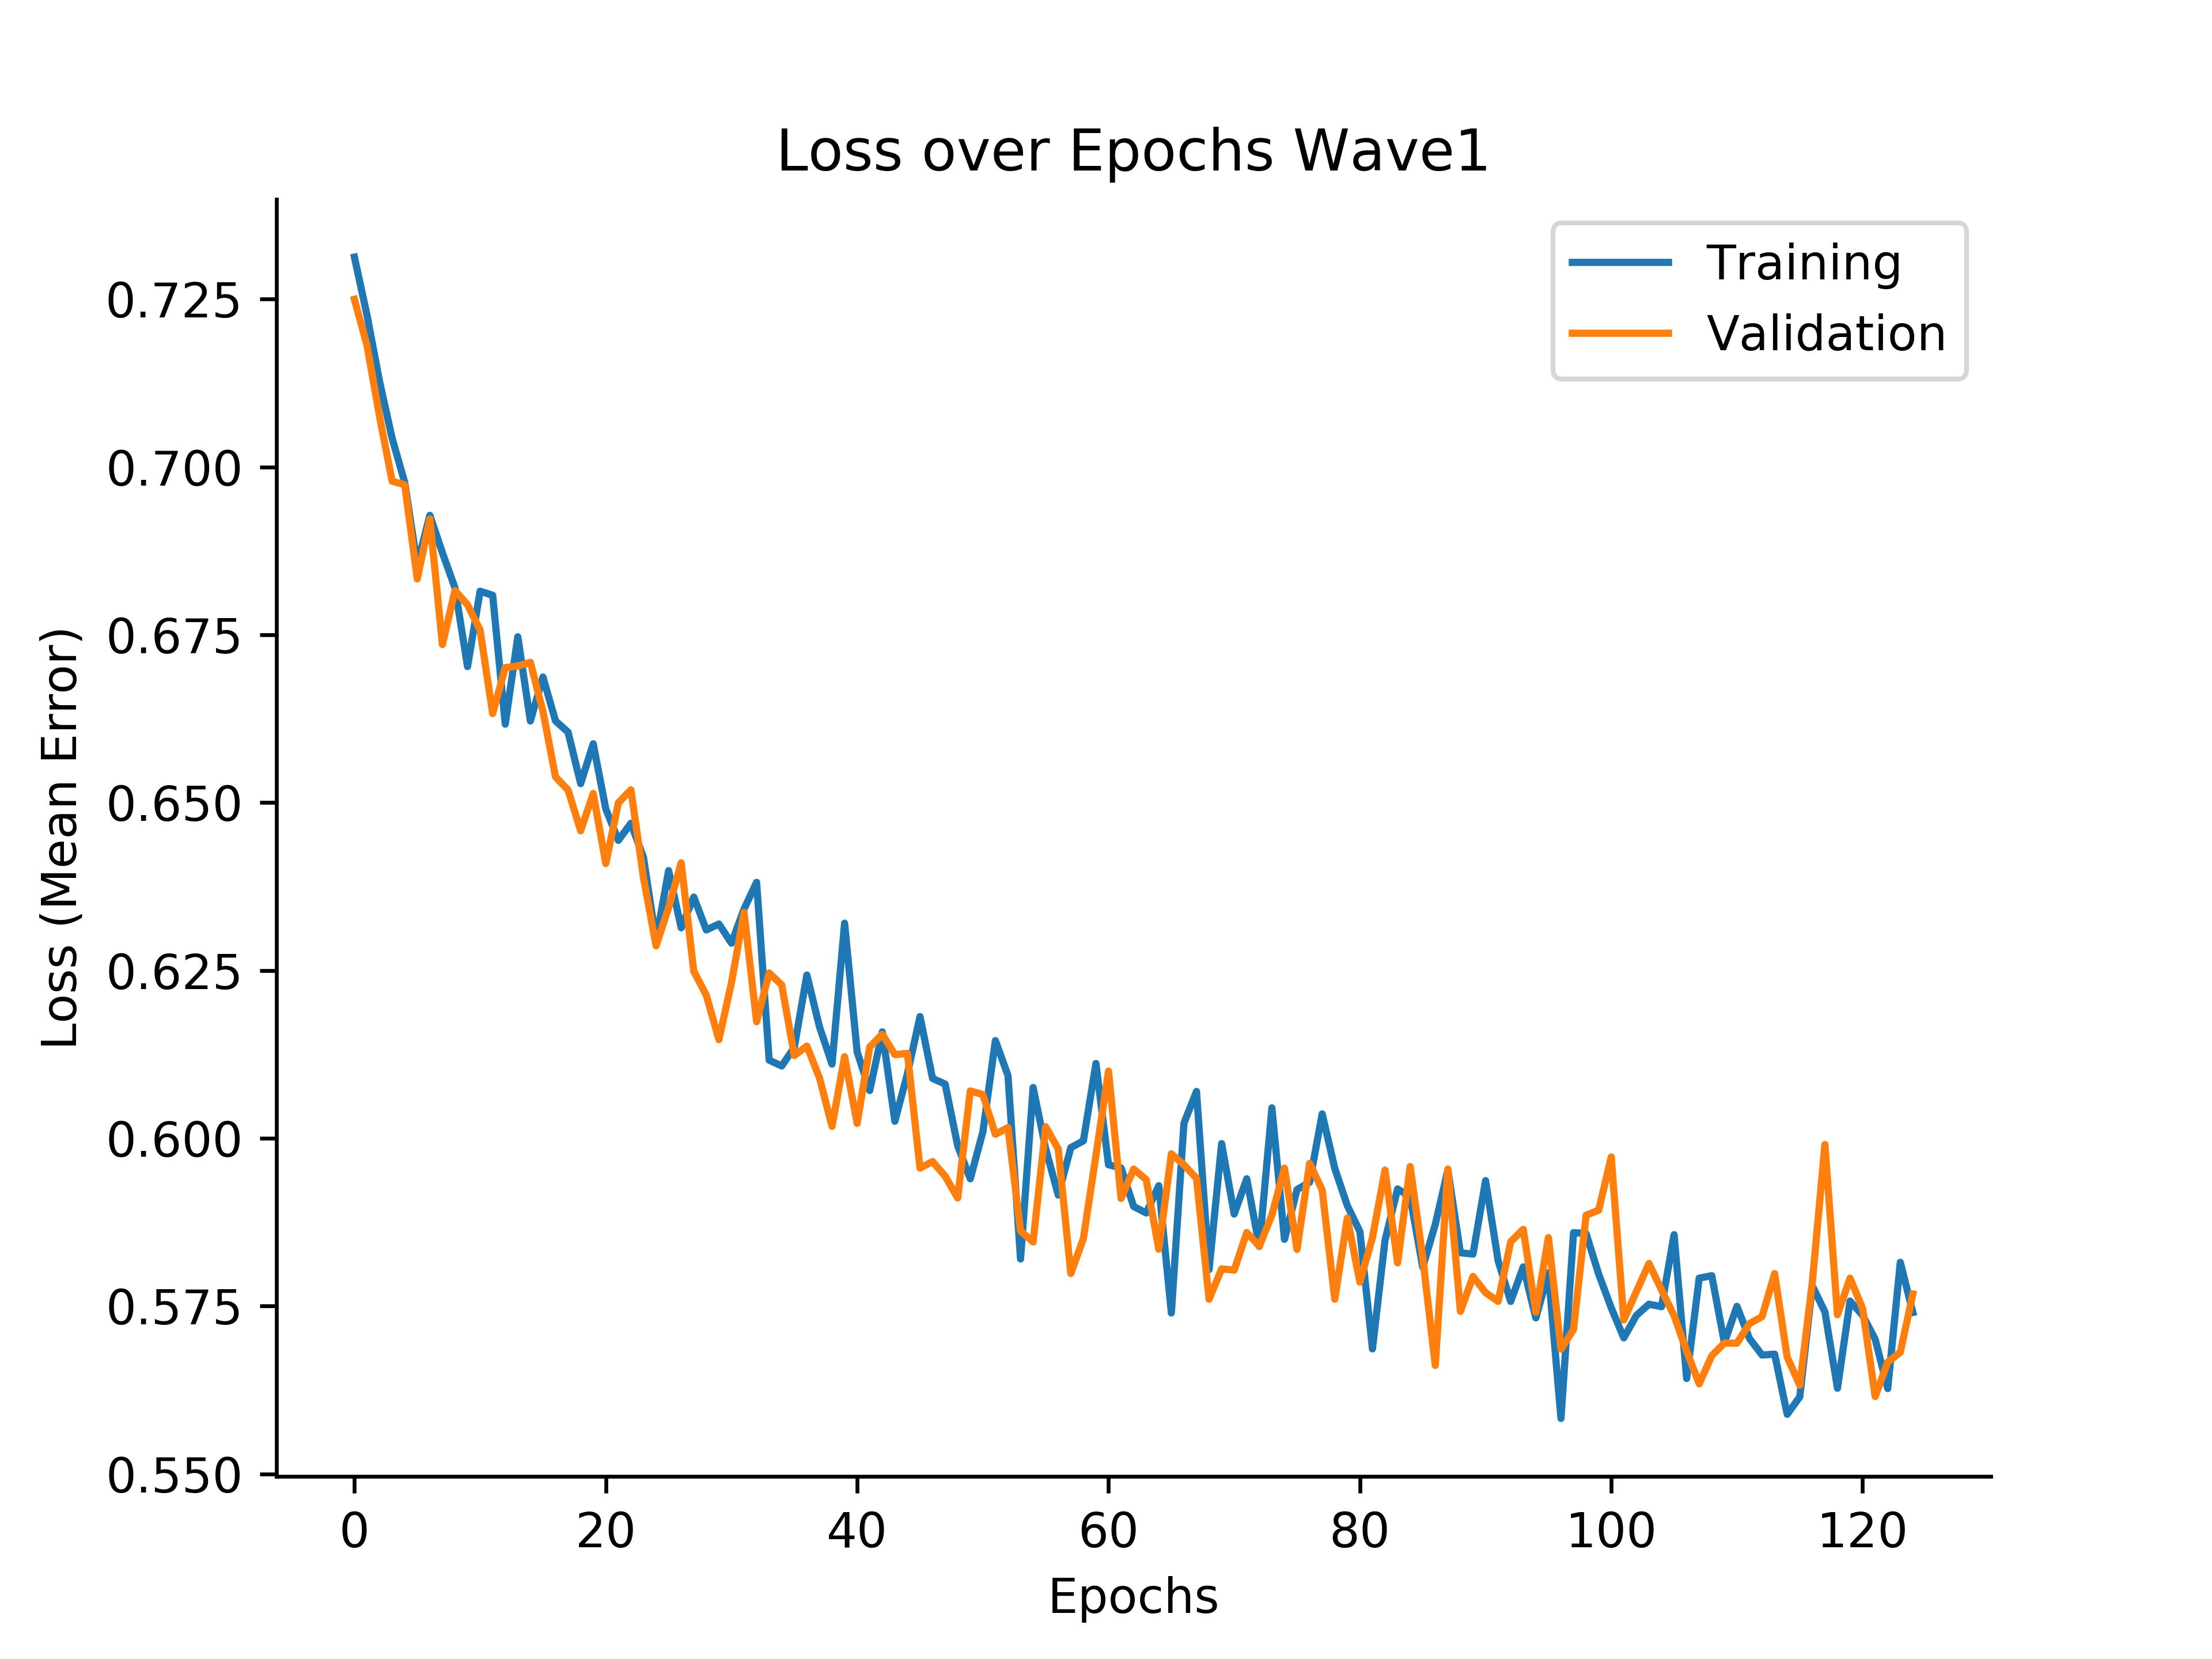 Loss over Epochs Wave1
Training
Validation
Loss (Mean Error)
0.725
0.700
0.675
0.650
0.625
0.600
0.575
0.550
0 20 40 60 80 100 120
Epochs